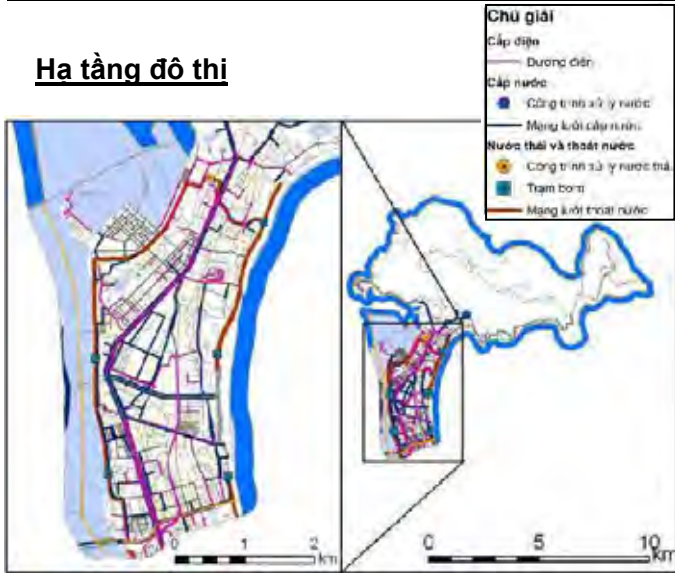 Hạ tầng đô thị
Chú giải
Cấp điện
Đường điện
Cấp nước
Công trình xử lý nước
Mạng lưới cấp nước
Nước thải và thoát nước
Công trình xử lý nước thả
Trạm bơm
Mạng lưới thoát nước
0 1 2
km
0 5 10
km